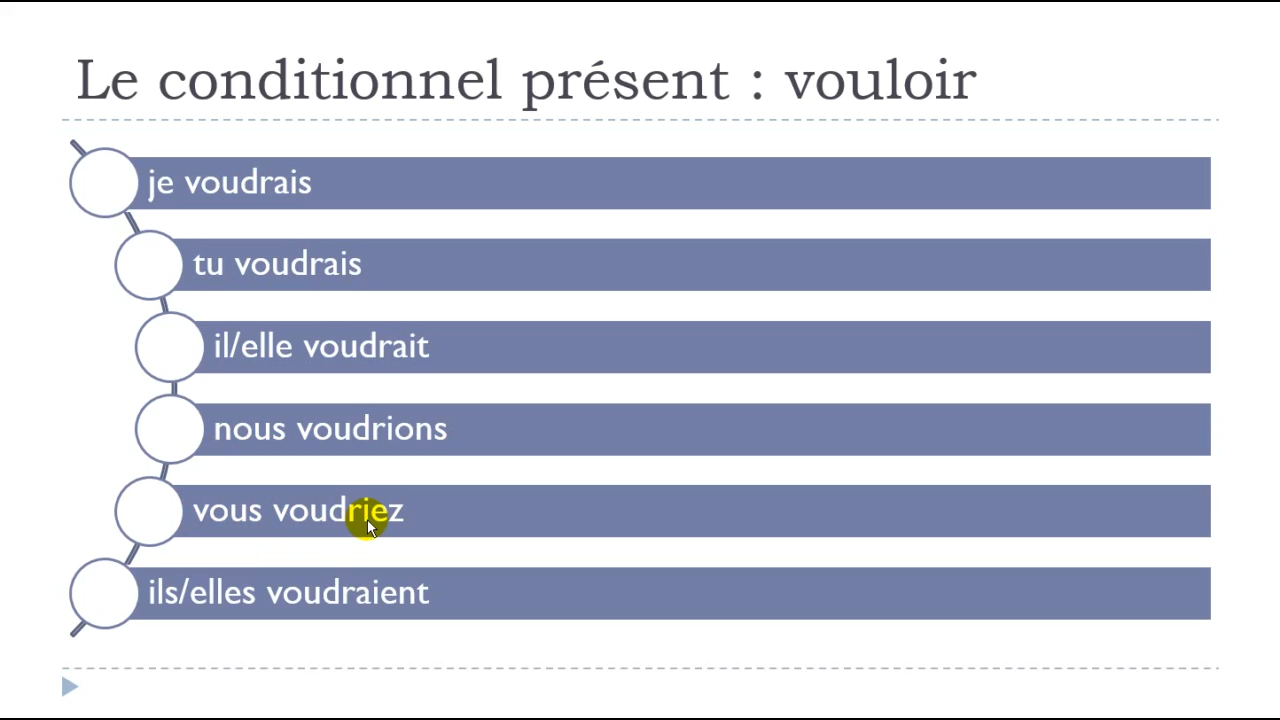 Le conditionnel présent : vouloir
je voudrais
tu voudrais
il/elle voudrait
nous voudrions
vous voudriez
ils/elles voudraient